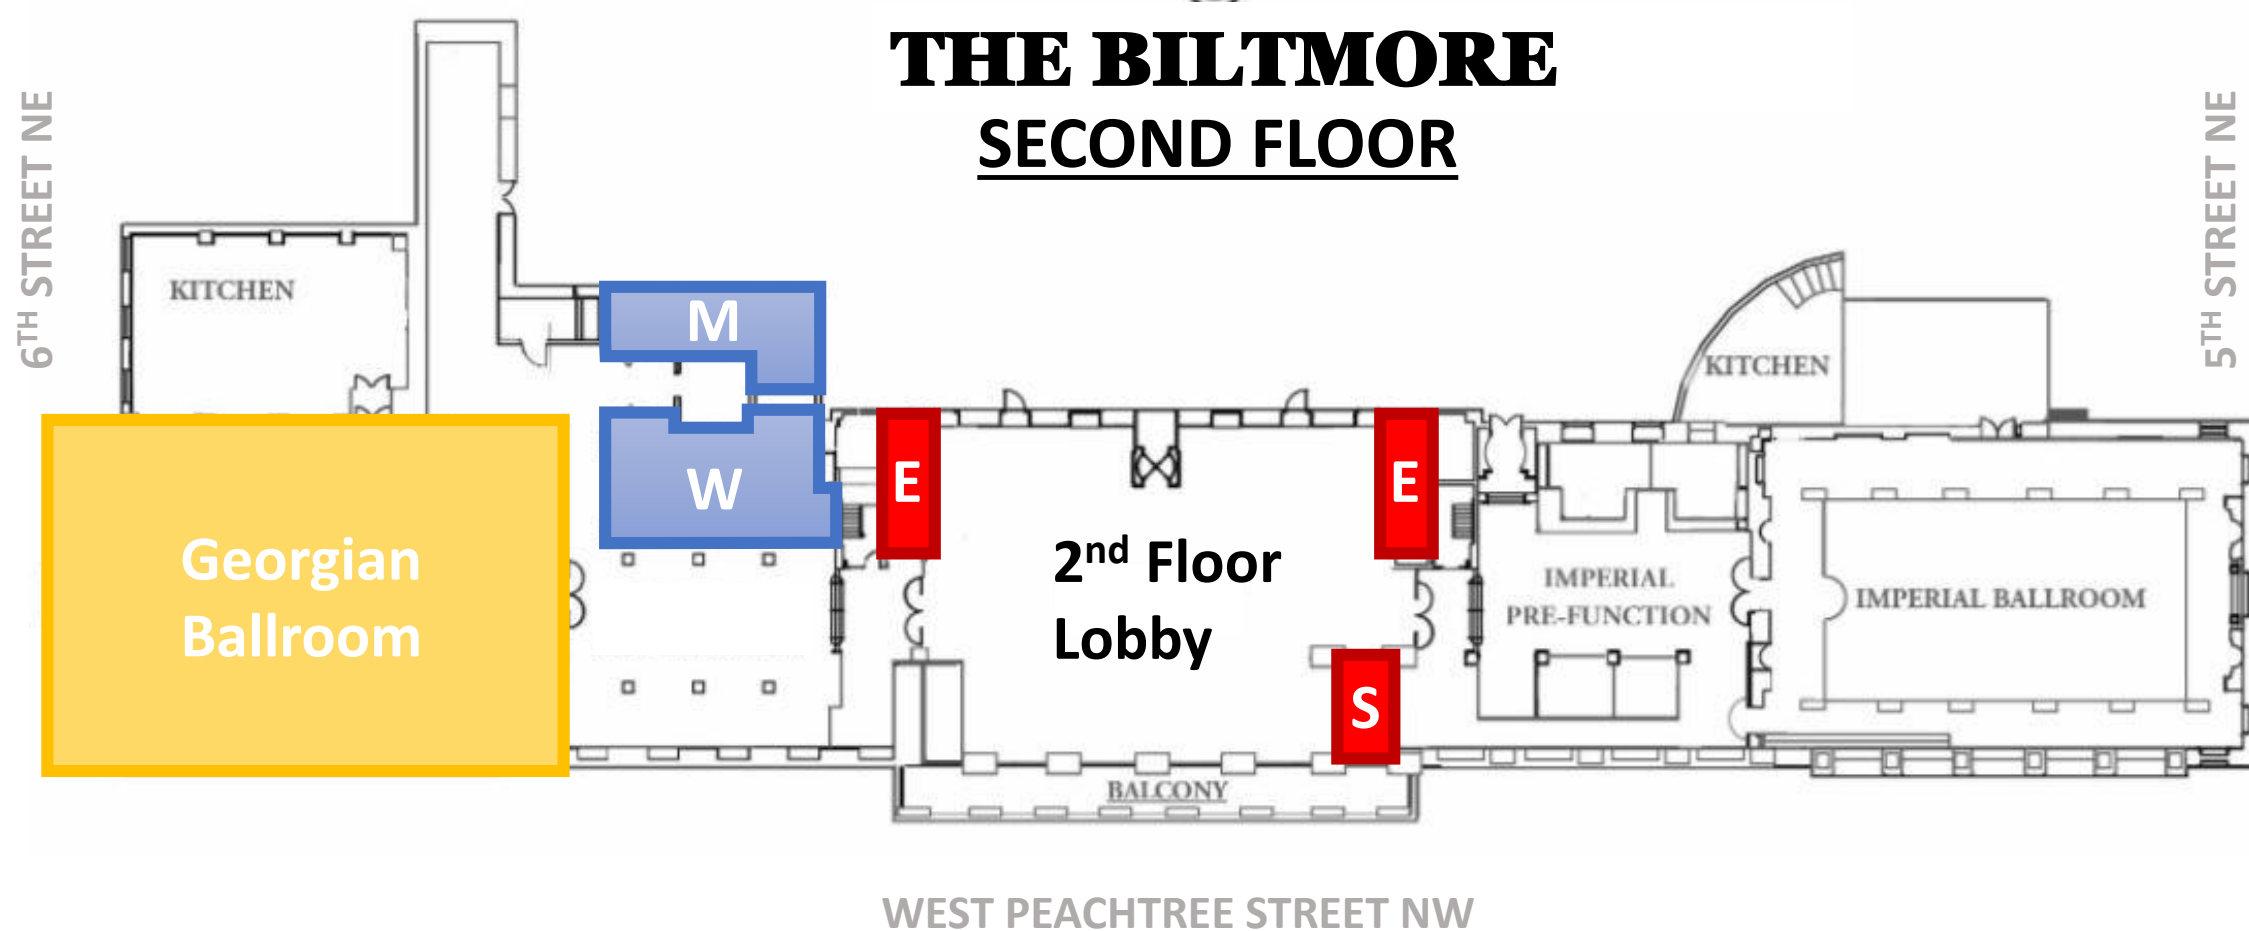 THE BILTMORE
SECOND FLOOR
6TH STREET NE
5TH STREET NE
KITCHEN
M
KITCHEN
W
E
E
Georgian
Ballroom
2nd Floor
Lobby
IMPERIAL
PRE-FUNCTION
IMPERIAL BALLROOM
S
BALCONY
WEST PEACHTREE STREET NW